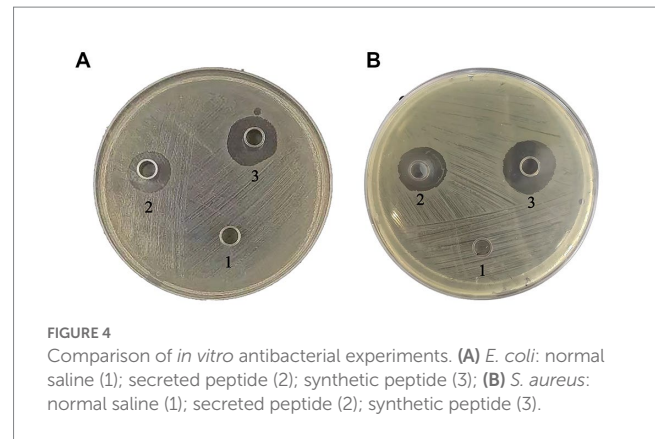 A
B
3
2
1
2
3
1
FIGURE 4
Comparison of in vitro antibacterial experiments. (A) E. coli: normal
saline (1); secreted peptide (2); synthetic peptide (3); (B) S. aureus:
normal saline (1); secreted peptide (2); synthetic peptide (3).